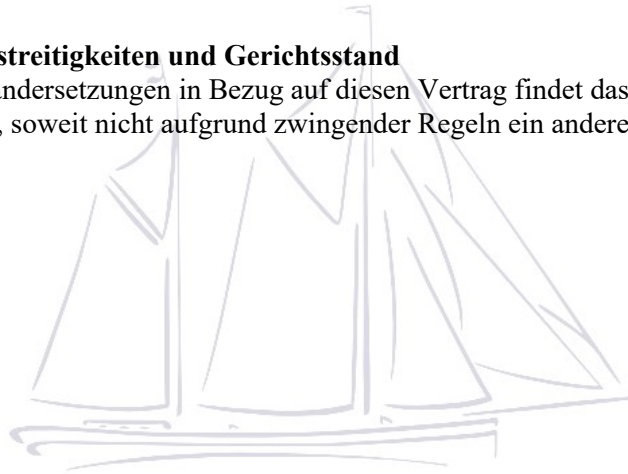 streitigkeiten und Gerichtsstand
andersetzungen in Bezug auf diesen Vertrag findet das
, soweit nicht aufgrund zwingender Regeln ein andere